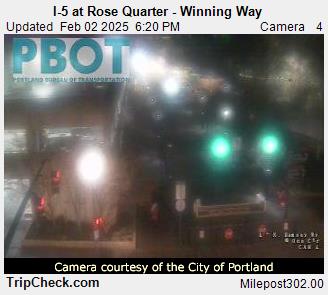 I-5 at Rose Quarter - Winning Way
Updated Feb 02 2025 6:20 PM Camera 4
PBOT
PORTLAND BUREAU OF TRANSPORTATION
Camera courtesy of the City of Portland
TripCheck.com Milepost302.00